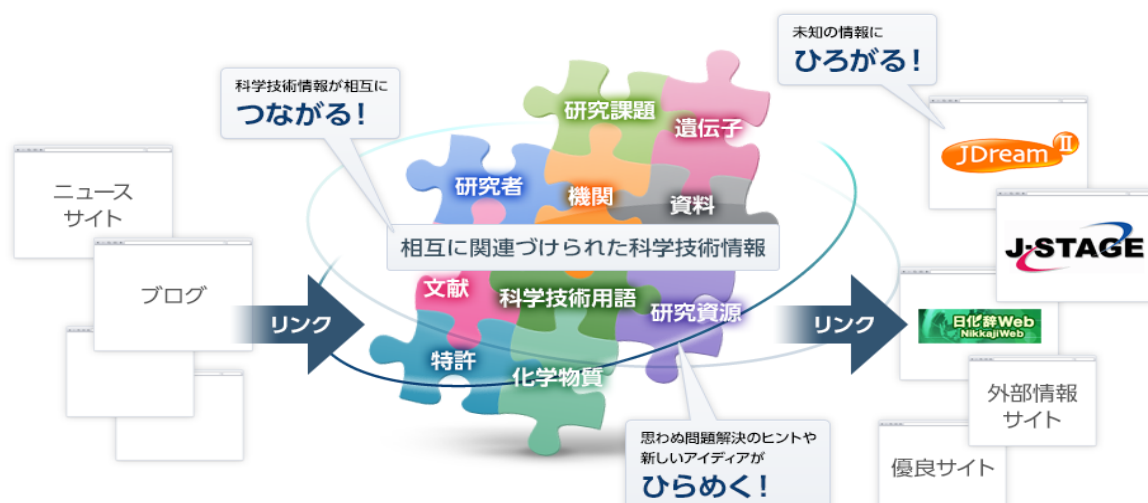 未知の情報に
ひろがる！
科学技術情報が相互に
つながる！
研究課題
遺伝子
研究者
機関
資料
相互に関連づけられた科学技術情報
文献
科学技術用語
研究資源
特許
化学物質
ニュース
サイト
ブログ
リンク
リンク
JDream II
J-STAGE
日化辞Web
NikkajiWeb
外部情報
サイト
優良サイト
思わぬ問題解決のヒントや
新しいアイディアが
ひらめく！